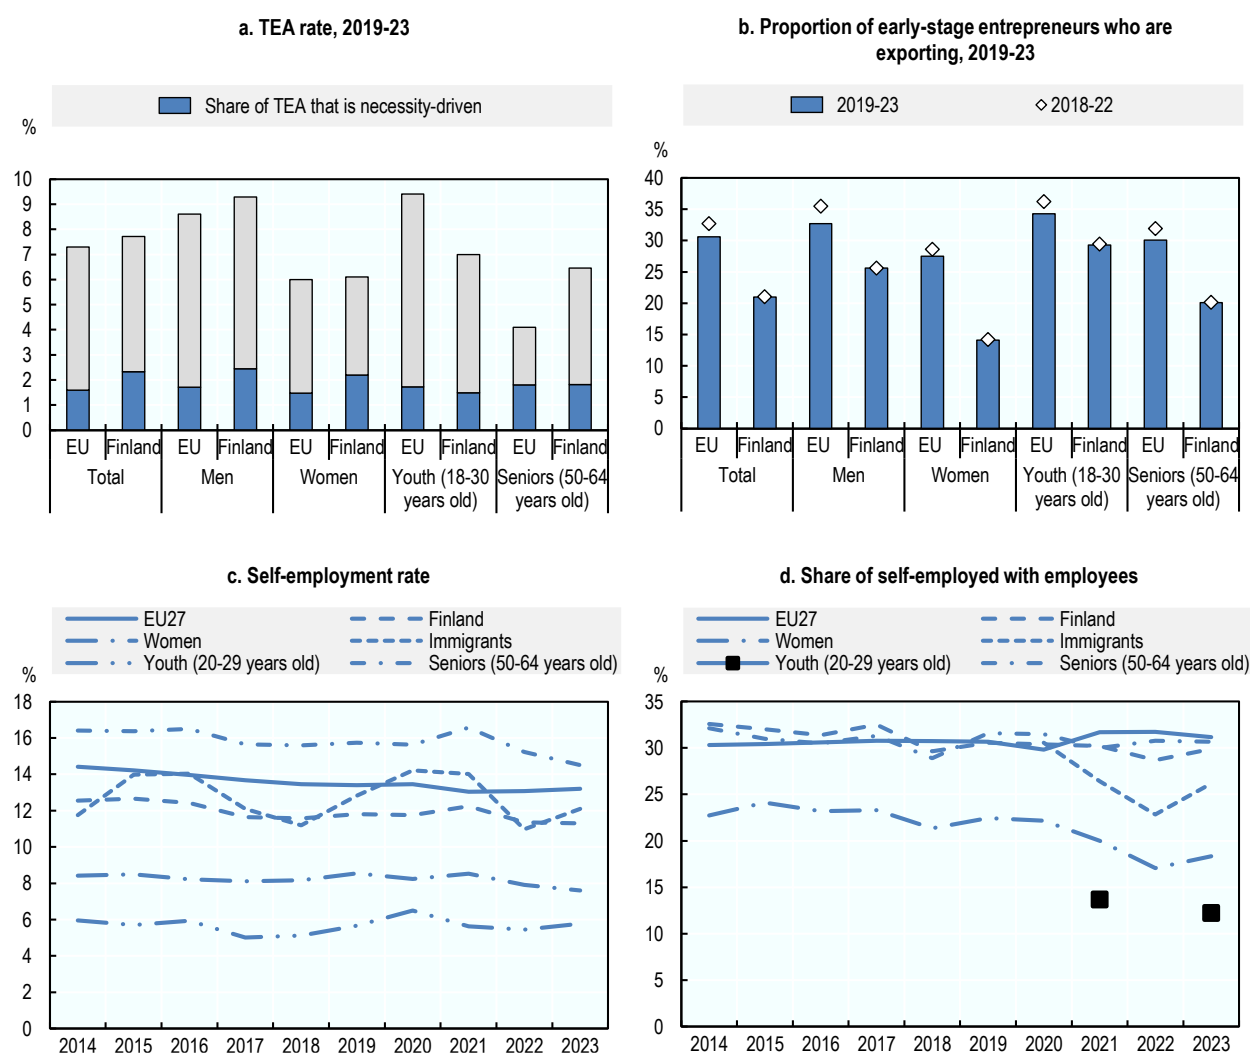 a. TEA rate, 2019-23
Share of TEA that is necessity-driven
%
10
9
8
7
6
5
4
3
2
1
0
EU Finland EU Finland EU Finland EU Finland EU Finland
Total Men Women Youth (18-30 Seniors (50-64
years old) years old)
b. Proportion of early-stage entrepreneurs who are
exporting, 2019-23
2019-23 2018-22
%
40
35
30
25
20
15
10
5
0
EU Finland EU Finland EU Finland EU Finland EU Finland
Total Men Women Youth (18-30 Seniors (50-64
years old) years old)
c. Self-employment rate
EU27 Finland
Women Immigrants
Youth (20-29 years old) Seniors (50-64 years old)
%
18
16
14
12
10
8
6
4
2
0
2014 2015 2016 2017 2018 2019 2020 2021 2022 2023
d. Share of self-employed with employees
EU27 Finland
Women Immigrants
Youth (20-29 years old) Seniors (50-64 years old)
%
35
30
25
20
15
10
5
0
2014 2015 2016 2017 2018 2019 2020 2021 2022 2023